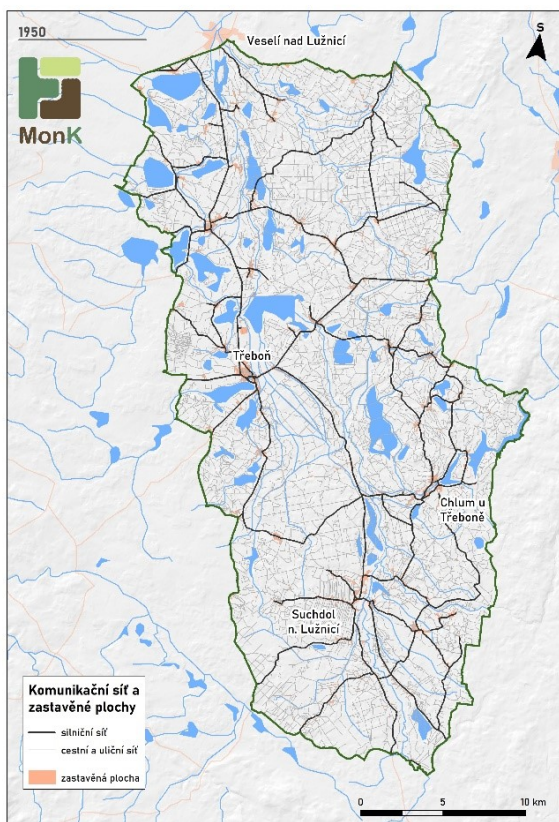 1950
MonK
S
Veselí nad Lužnicí
Třeboň
Chlum u
Třeboně
Suchdol
n. Lužnicí
Komunikační síť a
zastavěné plochy
silniční síť
cestní a uliční síť
zastavěná plocha
0 5 10 km